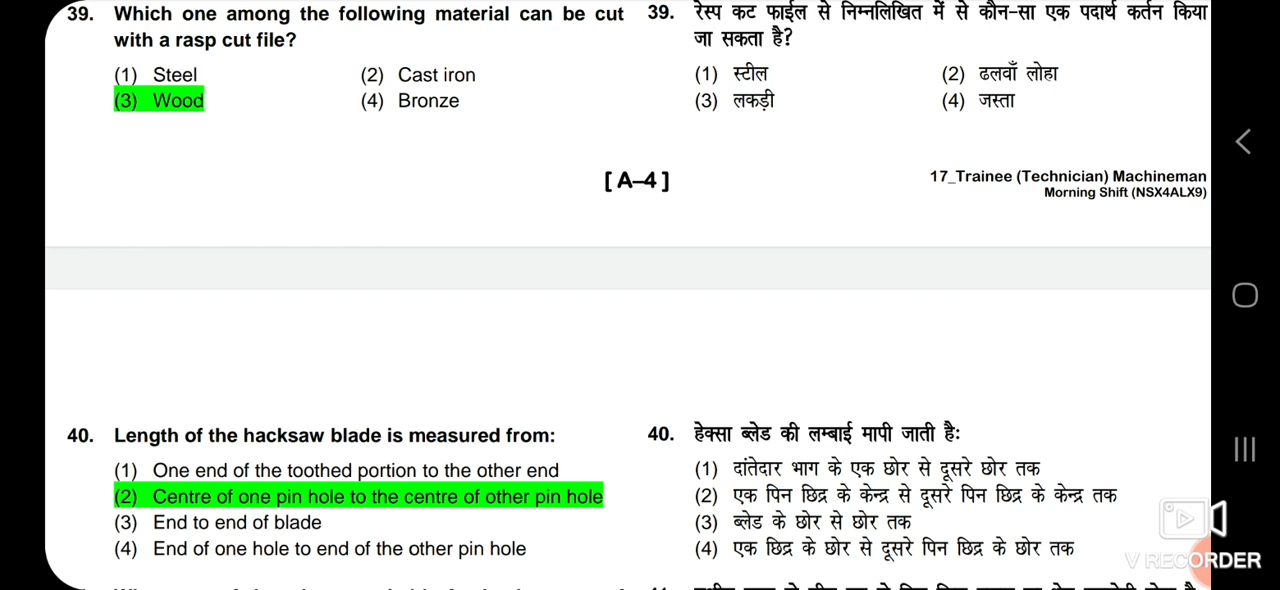 39. Which one among the following material can be cut
with a rasp cut file?
(1) Steel (2) Cast iron
(3) Wood (4) Bronze
39. रेस्प कट फाईल से निम्नलिखित में से कौन-सा एक पदार्थ कर्तन किया
जा सकता है?
(1) स्टील (2) ढलवाँ लोहा
(3) लकड़ी (4) जस्ता
[ A–4 ]
17_Trainee (Technician) Machineman
Morning Shift (NSX4ALX9)
40. Length of the hacksaw blade is measured from:
(1) One end of the toothed portion to the other end
(2) Centre of one pin hole to the centre of other pin hole
(3) End to end of blade
(4) End of one hole to end of the other pin hole
40. हेक्सा ब्लेड की लम्बाई मापी जाती हैः
(1) दांतेदार भाग के एक छोर से दूसरे छोर तक
(2) एक पिन छिद्र के केन्द्र से दूसरे पिन छिद्र के केन्द्र तक
(3) ब्लेड के छोर से छोर तक
(4) एक छिद्र के छोर से दूसरे पिन छिद्र के छोर तक
V RECORDER